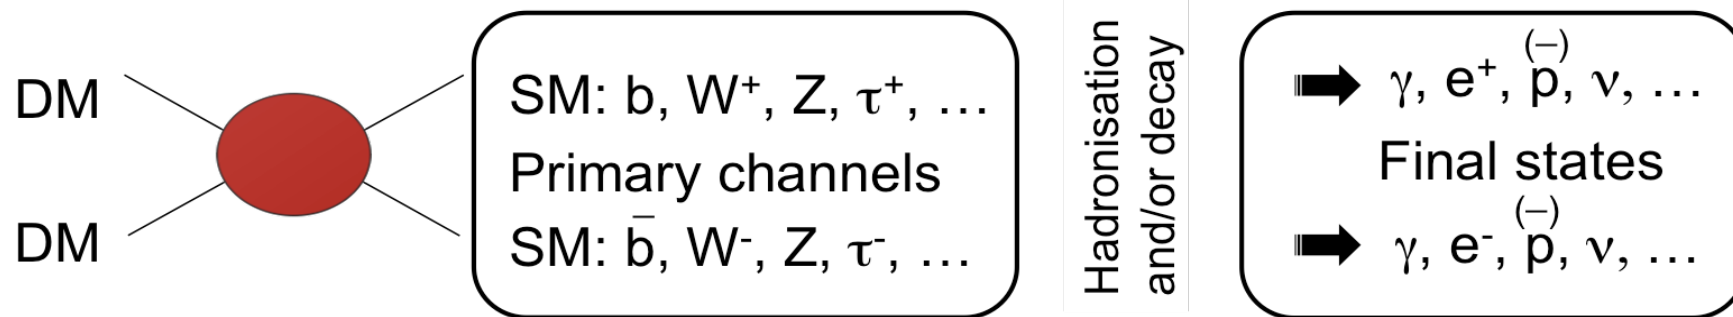 DM
DM
SM: b, W⁺, Z, τ⁺, …
Primary channels
SM: b̄, W⁻, Z, τ⁻, …
Hadronisation
and/or decay
γ, e⁺, p⁽⁻⁾, ν, …
Final states
γ, e⁻, p⁽⁻⁾, ν, …